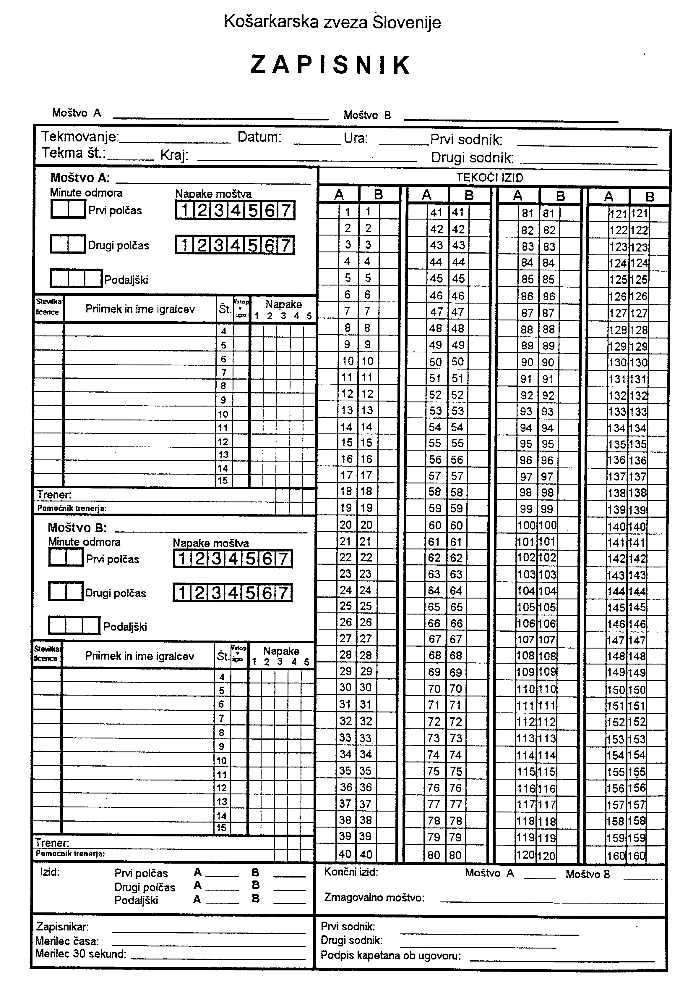 Košarkarska zveza Slovenije
ZAPISNIK
Moštvo A Moštvo B
Tekmovanje: Datum: Ura: Prvi sodnik:
Tekma št.: Kraj: Drugi sodnik:
Moštvo A:
Minute odmora Napake moštva
Prvi polčas 1 2 3 4 5 6 7
Drugi polčas 1 2 3 4 5 6 7
Podaljški
Številka licence Priimek in ime igralcev Št. Vstop v igro Napake
1 2 3 4 5
4
5
6
7
8
9
10
11
12
13
14
15
Trener:
Pomočnik trenerja:
Moštvo B:
Minute odmora Napake moštva
Prvi polčas 1 2 3 4 5 6 7
Drugi polčas 1 2 3 4 5 6 7
Podaljški
Številka licence Priimek in ime igralcev Št. Vstop v igro Napake
1 2 3 4 5
4
5
6
7
8
9
10
11
12
13
14
15
Trener:
Pomočnik trenerja:
TEKOČI IZID
A B A B A B A B
1 1 41 41 81 81 121 121
2 2 42 42 82 82 122 122
3 3 43 43 83 83 123 123
4 4 44 44 84 84 124 124
5 5 45 45 85 85 125 125
6 6 46 46 86 86 126 126
7 7 47 47 87 87 127 127
8 8 48 48 88 88 128 128
9 9 49 49 89 89 129 129
10 10 50 50 90 90 130 130
11 11 51 51 91 91 131 131
12 12 52 52 92 92 132 132
13 13 53 53 93 93 133 133
14 14 54 54 94 94 134 134
15 15 55 55 95 95 135 135
16 16 56 56 96 96 136 136
17 17 57 57 97 97 137 137
18 18 58 58 98 98 138 138
19 19 59 59 99 99 139 139
20 20 60 60 100 100 140 140
21 21 61 61 101 101 141 141
22 22 62 62 102 102 142 142
23 23 63 63 103 103 143 143
24 24 64 64 104 104 144 144
25 25 65 65 105 105 145 145
26 26 66 66 106 106 146 146
27 27 67 67 107 107 147 147
28 28 68 68 108 108 148 148
29 29 69 69 109 109 149 149
30 30 70 70 110 110 150 150
31 31 71 71 111 111 151 151
32 32 72 72 112 112 152 152
33 33 73 73 113 113 153 153
34 34 74 74 114 114 154 154
35 35 75 75 115 115 155 155
36 36 76 76 116 116 156 156
37 37 77 77 117 117 157 157
38 38 78 78 118 118 158 158
39 39 79 79 119 119 159 159
40 40 80 80 120 120 160 160
Izid: Prvi polčas A B
Drugi polčas A B
Podaljški A B
Končni izid: Moštvo A Moštvo B
Zmagovalno moštvo:
Zapisnikar:
Merilec časa:
Merilec 30 sekund:
Prvi sodnik:
Drugi sodnik:
Podpis kapetana ob ugovoru: